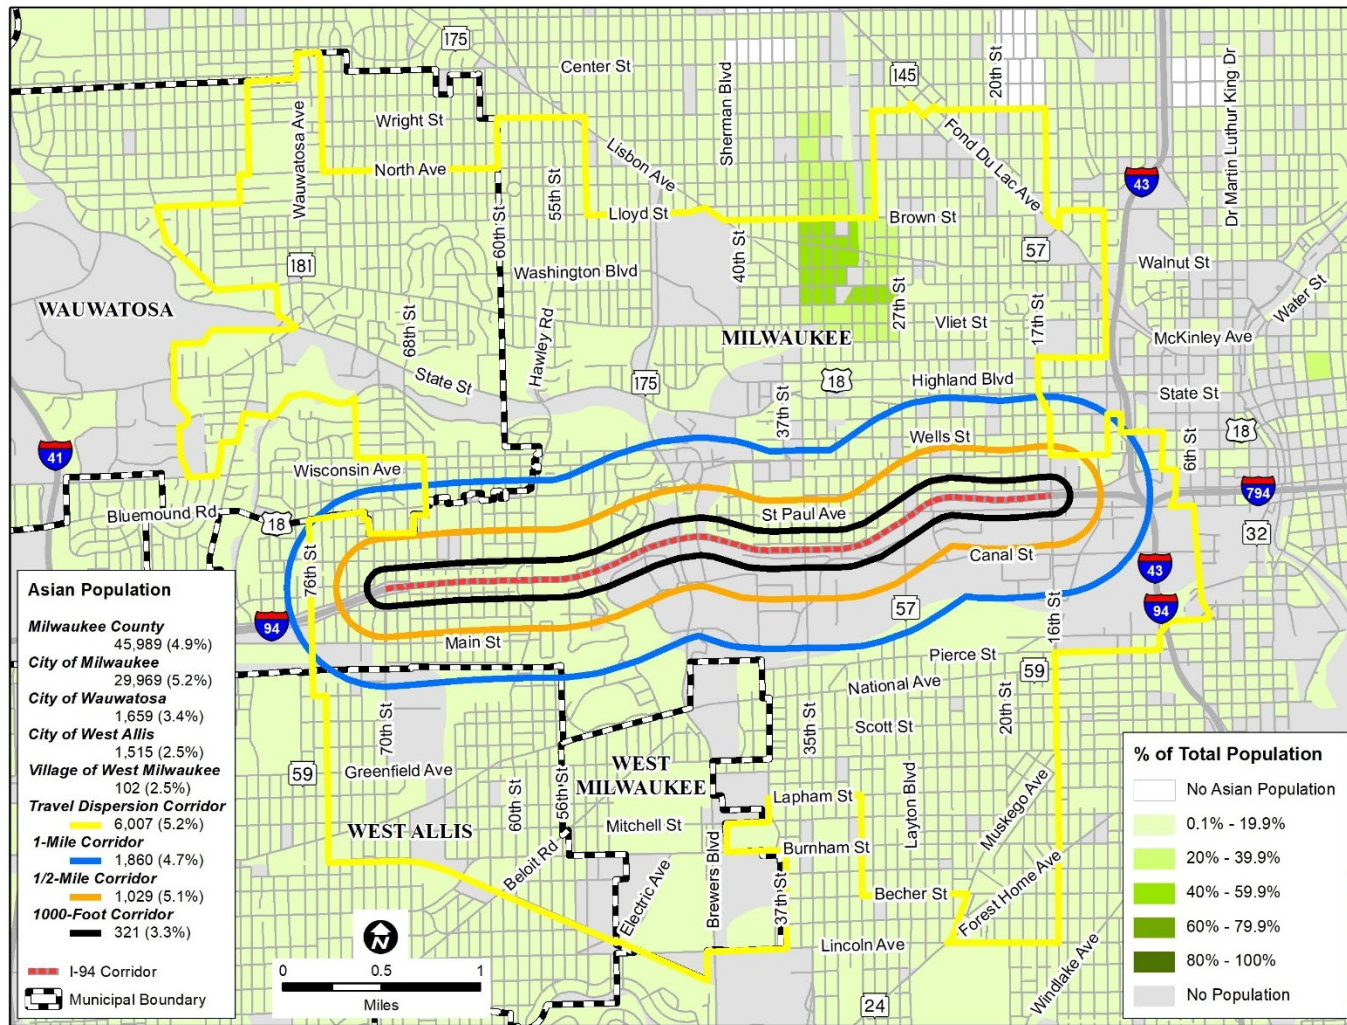 175
Center St
Sherman Blvd
145
20th St
Dr Martin Luthur King Dr
Wauwatosa Ave
Wright St
North Ave
Lisbon Ave
Fond Du Lac Ave
43
60th St
55th St
Lloyd St
40th St
Brown St
57
Walnut St
181
Washington Blvd
27th St
17th St
Water St
WAUWATOSA
68th St
Hawley Rd
MILWAUKEE
Vliet St
McKinley Ave
State St
175
37th St
18
Highland Blvd
State St
41
Wisconsin Ave
Wells St
6th St
18
Bluemound Rd
18
St Paul Ave
794
32
76th St
Canal St
43
94
57
16th St
94
Main St
Pierce St
59
National Ave
70th St
35th St
Scott St
20th St
59
Greenfield Ave
60th St
56th St
WEST
MILWAUKEE
Lapham St
Layton Blvd
Muskego Ave
WEST ALLIS
Mitchell St
Burnham St
Beloit Rd
Electric Ave
Brewers Blvd
37th St
Becher St
Forest Home Ave
Lincoln Ave
24
Windlake Ave
Asian Population
Milwaukee County
45,989 (4.9%)
City of Milwaukee
29,969 (5.2%)
City of Wauwatosa
1,659 (3.4%)
City of West Allis
1,515 (2.5%)
Village of West Milwaukee
102 (2.5%)
Travel Dispersion Corridor
6,007 (5.2%)
1-Mile Corridor
1,860 (4.7%)
1/2-Mile Corridor
1,029 (5.1%)
1000-Foot Corridor
321 (3.3%)
I-94 Corridor
Municipal Boundary
N
0 0.5 1
Miles
% of Total Population
No Asian Population
0.1% - 19.9%
20% - 39.9%
40% - 59.9%
60% - 79.9%
80% - 100%
No Population